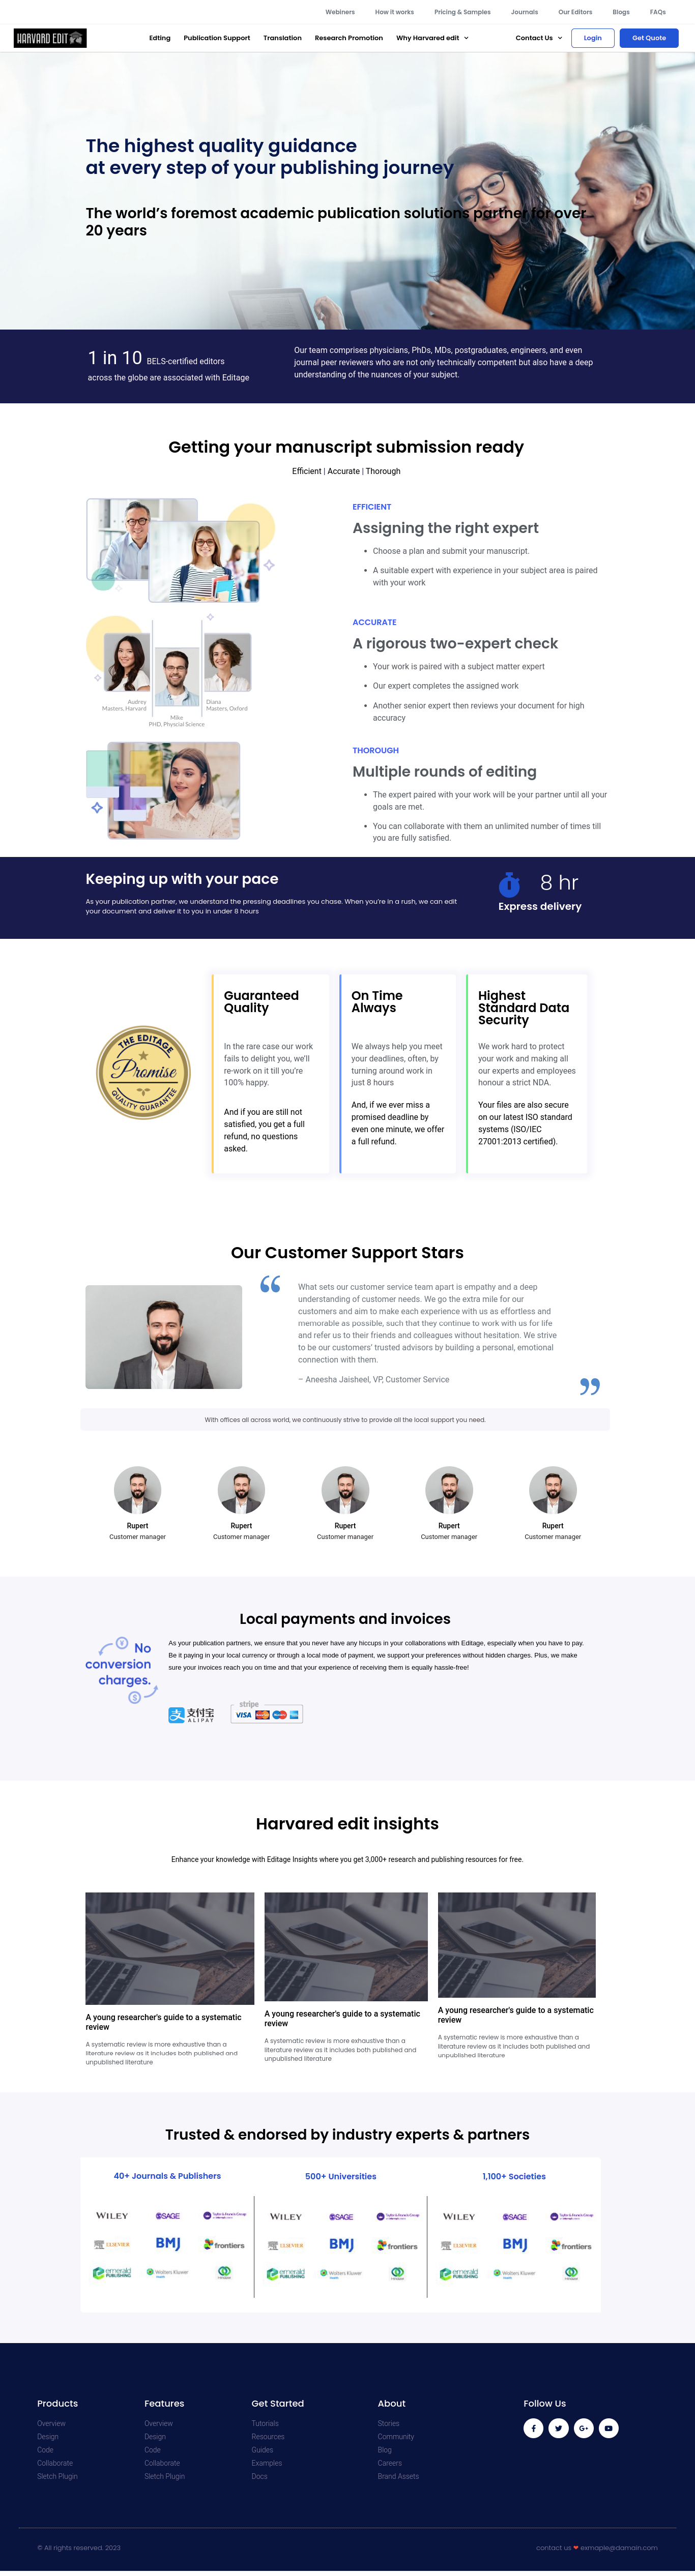 Webiners How it works Pricing & Samples Journals Our Editors Blogs FAQs
HARVARD EDIT
Edting Publication Support Translation Research Promotion Why Harvared edit Contact Us Login Get Quote
The highest quality guidance
at every step of your publishing journey
The world's foremost academic publication solutions partner for over
20 years
1 in 10 BELS-certified editors
across the globe are associated with Editage
Our team comprises physicians, PhDs, MDs, postgraduates, engineers, and even
journal peer reviewers who are not only technically competent but also have a deep
understanding of the nuances of your subject.
Getting your manuscript submission ready
Efficient | Accurate | Thorough
EFFICIENT
Assigning the right expert
• Choose a plan and submit your manuscript.
• A suitable expert with experience in your subject area is paired
with your work
Audrey
Masters, Harvard
Mike
PHD, Physcial Science
Diana
Masters, Oxford
ACCURATE
A rigorous two-expert check
• Your work is paired with a subject matter expert
• Our expert completes the assigned work
• Another senior expert then reviews your document for high
accuracy
THOROUGH
Multiple rounds of editing
• The expert paired with your work will be your partner until all your
goals are met.
• You can collaborate with them an unlimited number of times till
you are fully satisfied.
Keeping up with your pace
As your publication partner, we understand the pressing deadlines you chase. When you're in a rush, we can edit
your document and deliver it to you in under 8 hours
8 hr
Express delivery
THE EDITAGE
Promise
QUALITY GUARANTEE
Guaranteed
Quality
In the rare case our work
fails to delight you, we'll
re-work on it till you're
100% happy.
And if you are still not
satisfied, you get a full
refund, no questions
asked.
On Time
Always
We always help you meet
your deadlines, often, by
turning around work in
just 8 hours
And, if we ever miss a
promised deadline by
even one minute, we offer
a full refund.
Highest
Standard Data
Security
We work hard to protect
your work and making all
our experts and employees
honour a strict NDA.
Your files are also secure
on our latest ISO standard
systems (ISO/IEC
27001:2013 certified).
Our Customer Support Stars
“
What sets our customer service team apart is empathy and a deep
understanding of customer needs. We go the extra mile for our
customers and aim to make each experience with us as effortless and
memorable as possible, such that they continue to work with us for life
and refer us to their friends and colleagues without hesitation. We strive
to be our customers' trusted advisors by building a personal, emotional
connection with them.
– Aneesha Jaisheel, VP, Customer Service
”
With offices all across world, we continuously strive to provide all the local support you need.
Rupert Rupert Rupert Rupert Rupert
Customer manager Customer manager Customer manager Customer manager Customer manager
Local payments and invoices
No
conversion
charges.
As your publication partners, we ensure that you never have any hiccups in your collaborations with Editage, especially when you have to pay.
Be it paying in your local currency or through a local mode of payment, we support your preferences without hidden charges. Plus, we make
sure your invoices reach you on time and that your experience of receiving them is equally hassle-free!
支 支付宝
ALIPAY
stripe
VISA
Harvared edit insights
Enhance your knowledge with Editage Insights where you get 3,000+ research and publishing resources for free.
A young researcher's guide to a systematic
review
A systematic review is more exhaustive than a
literature review as it includes both published and
unpublished literature
A young researcher's guide to a systematic
review
A systematic review is more exhaustive than a
literature review as it includes both published and
unpublished literature
A young researcher's guide to a systematic
review
A systematic review is more exhaustive than a
literature review as it includes both published and
unpublished literature
Trusted & endorsed by industry experts & partners
40+ Journals & Publishers
WILEY SAGE Taylor & Francis Group
ELSEVIER BMJ frontiers
emerald PUBLISHING Wolters Kluwer
500+ Universities
WILEY SAGE Taylor & Francis Group
ELSEVIER BMJ frontiers
emerald PUBLISHING Wolters Kluwer
1,100+ Societies
WILEY SAGE Taylor & Francis Group
ELSEVIER BMJ frontiers
emerald PUBLISHING Wolters Kluwer
Products
Overview
Design
Code
Collaborate
Sletch Plugin
Features
Overview
Design
Code
Collaborate
Sletch Plugin
Get Started
Tutorials
Resources
Guides
Examples
Docs
About
Stories
Community
Blog
Careers
Brand Assets
Follow Us
© All rights reserved. 2023
contact us ❤ exmaple@domain.com